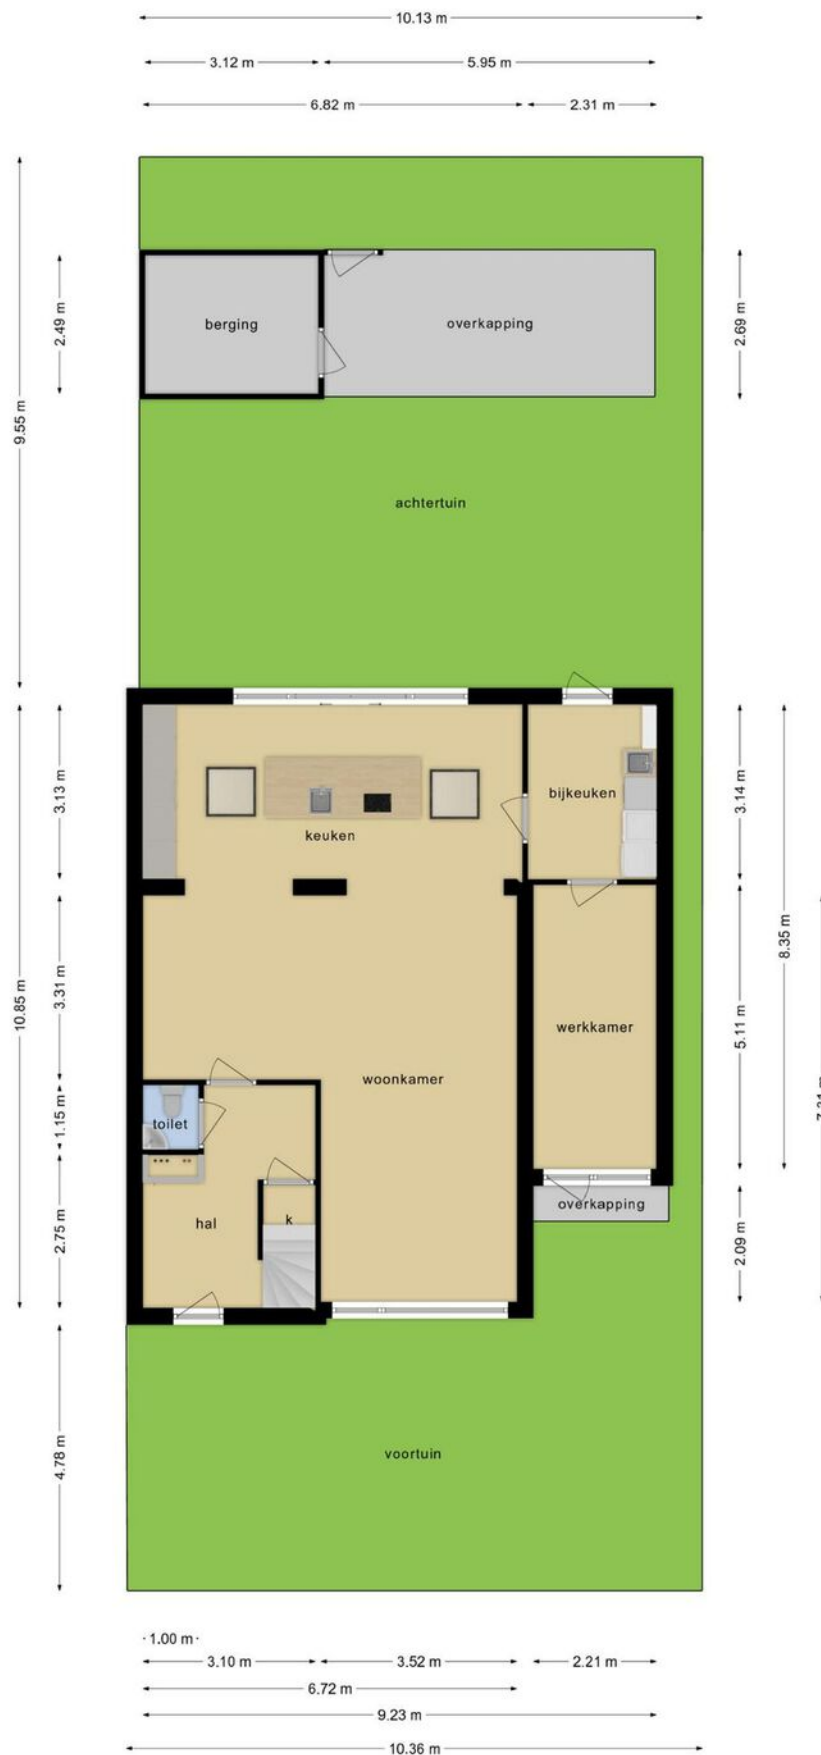 10.13 m
3.12 m
5.95 m
6.82 m
2.31 m
2.49 m
berging
overkapping
2.69 m
9.55 m
achtertuin
3.13 m
bijkeuken
3.14 m
keuken
8.35 m
3.31 m
10.85 m
werkkamer
5.11 m
woonkamer
1.15 m
toilet
2.75 m
hal
k
overkapping
2.09 m
voortuin
4.78 m
1.00 m
3.10 m
3.52 m
2.21 m
6.72 m
9.23 m
10.36 m